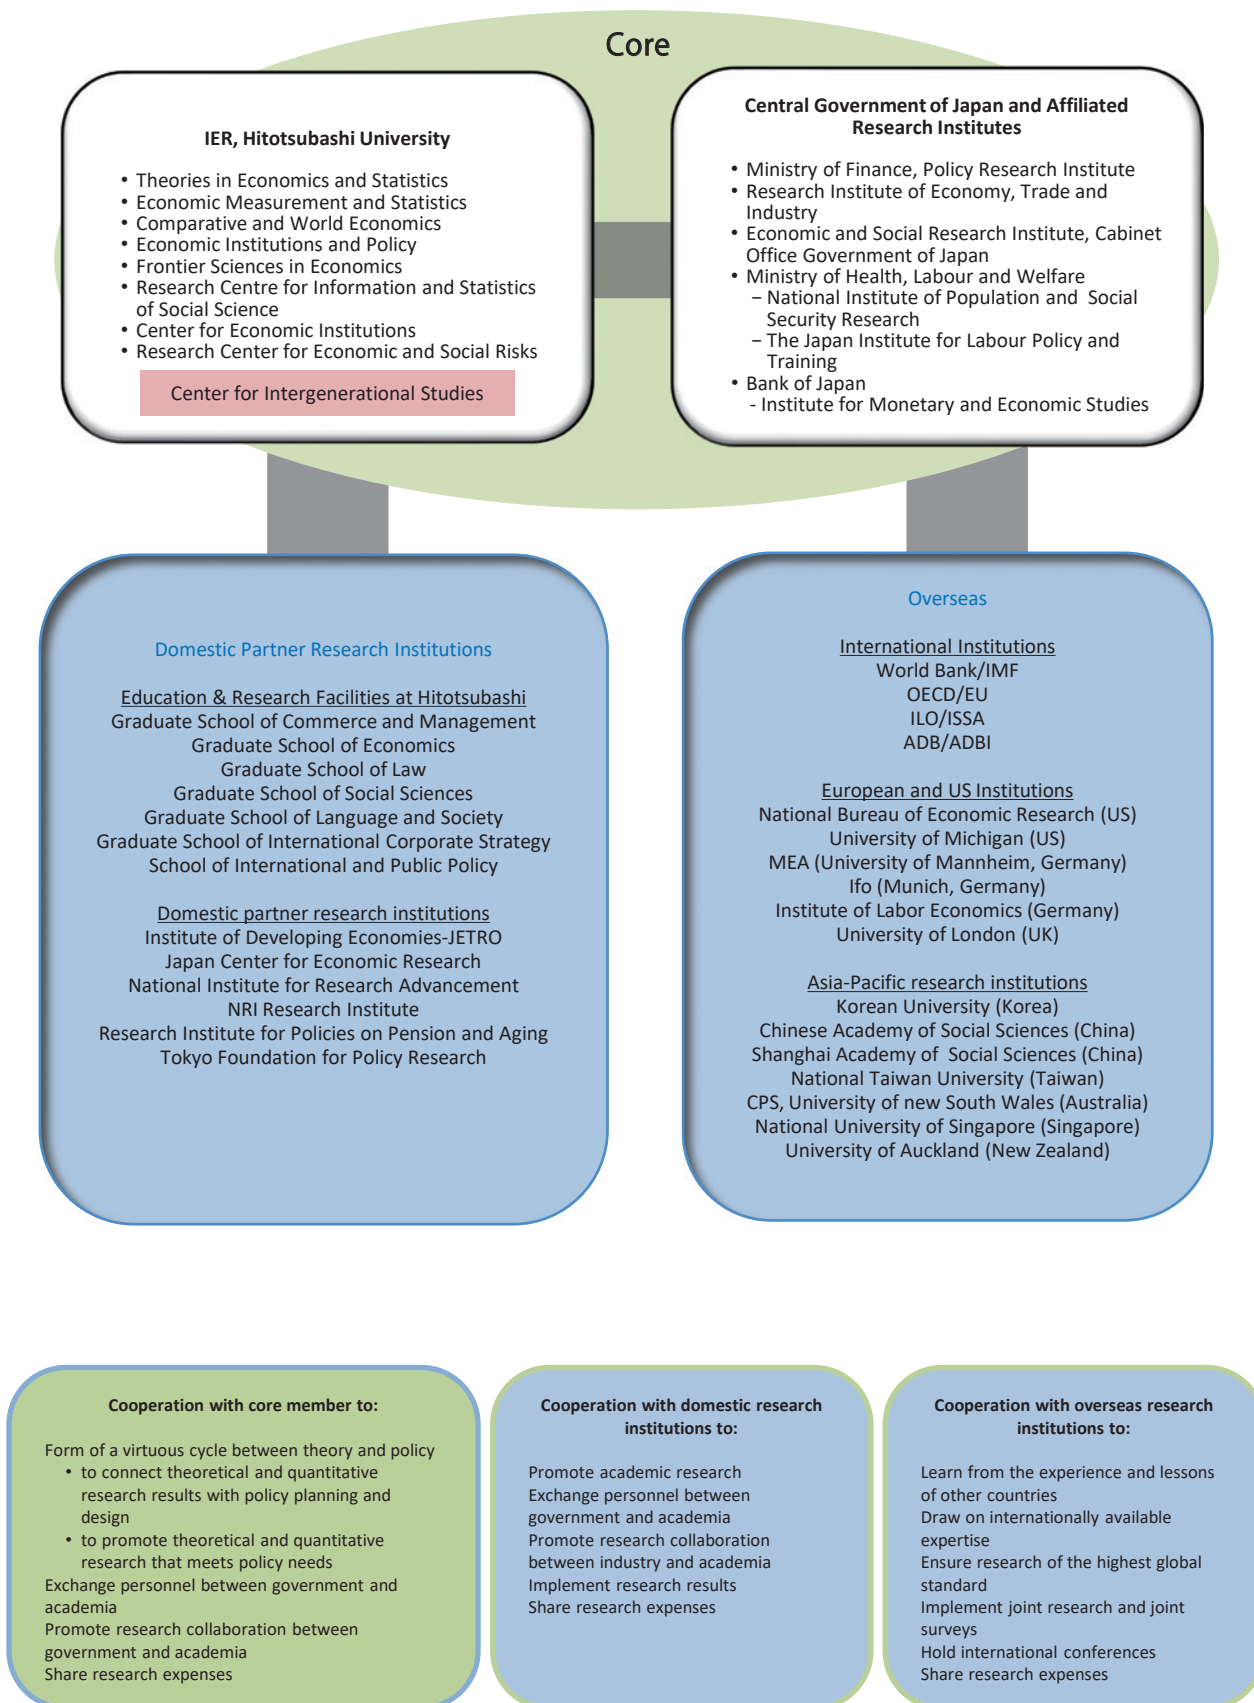 Core
IER, Hitotsubashi University
• Theories in Economics and Statistics
• Economic Measurement and Statistics
• Comparative and World Economics
• Economic Institutions and Policy
• Frontier Sciences in Economics
• Research Centre for Information and Statistics
of Social Science
• Center for Economic Institutions
• Research Center for Economic and Social Risks
Center for Intergenerational Studies
Central Government of Japan and Affiliated
Research Institutes
• Ministry of Finance, Policy Research Institute
• Research Institute of Economy, Trade and
Industry
• Economic and Social Research Institute, Cabinet
Office Government of Japan
• Ministry of Health, Labour and Welfare
– National Institute of Population and Social
Security Research
– The Japan Institute for Labour Policy and
Training
• Bank of Japan
- Institute for Monetary and Economic Studies
Domestic Partner Research Institutions
Education & Research Facilities at Hitotsubashi
Graduate School of Commerce and Management
Graduate School of Economics
Graduate School of Law
Graduate School of Social Sciences
Graduate School of Language and Society
Graduate School of International Corporate Strategy
School of International and Public Policy
Domestic partner research institutions
Institute of Developing Economies-JETRO
Japan Center for Economic Research
National Institute for Research Advancement
NRI Research Institute
Research Institute for Policies on Pension and Aging
Tokyo Foundation for Policy Research
Overseas
International Institutions
World Bank/IMF
OECD/EU
ILO/ISSA
ADB/ADBI
European and US Institutions
National Bureau of Economic Research (US)
University of Michigan (US)
MEA (University of Mannheim, Germany)
Ifo (Munich, Germany)
Institute of Labor Economics (Germany)
University of London (UK)
Asia-Pacific research institutions
Korean University (Korea)
Chinese Academy of Social Sciences (China)
Shanghai Academy of Social Sciences (China)
National Taiwan University (Taiwan)
CPS, University of new South Wales (Australia)
National University of Singapore (Singapore)
University of Auckland (New Zealand)
Cooperation with core member to:
Form of a virtuous cycle between theory and policy
• to connect theoretical and quantitative
research results with policy planning and
design
• to promote theoretical and quantitative
research that meets policy needs
Exchange personnel between government and
academia
Promote research collaboration between
government and academia
Share research expenses
Cooperation with domestic research
institutions to:
Promote academic research
Exchange personnel between
government and academia
Promote research collaboration
between industry and academia
Implement research results
Share research expenses
Cooperation with overseas research
institutions to:
Learn from the experience and lessons
of other countries
Draw on internationally available
expertise
Ensure research of the highest global
standard
Implement joint research and joint
surveys
Hold international conferences
Share research expenses